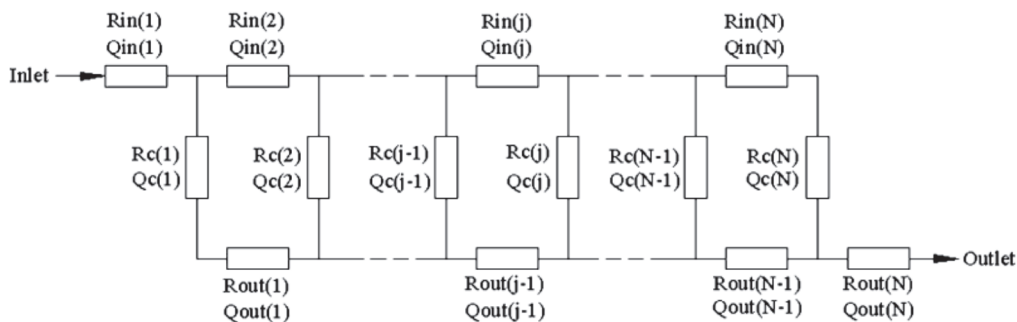 Rin(1)
Qin(1)
Rin(2)
Qin(2)
Rin(j)
Qin(j)
Rin(N)
Qin(N)
Inlet
Rc(1)
Qc(1)
Rc(2)
Qc(2)
Rc(j-1)
Qc(j-1)
Rc(j)
Qc(j)
Rc(N-1)
Qc(N-1)
Rc(N)
Qc(N)
Outlet
Rout(1)
Qout(1)
Rout(j-1)
Qout(j-1)
Rout(N-1)
Qout(N-1)
Rout(N)
Qout(N)